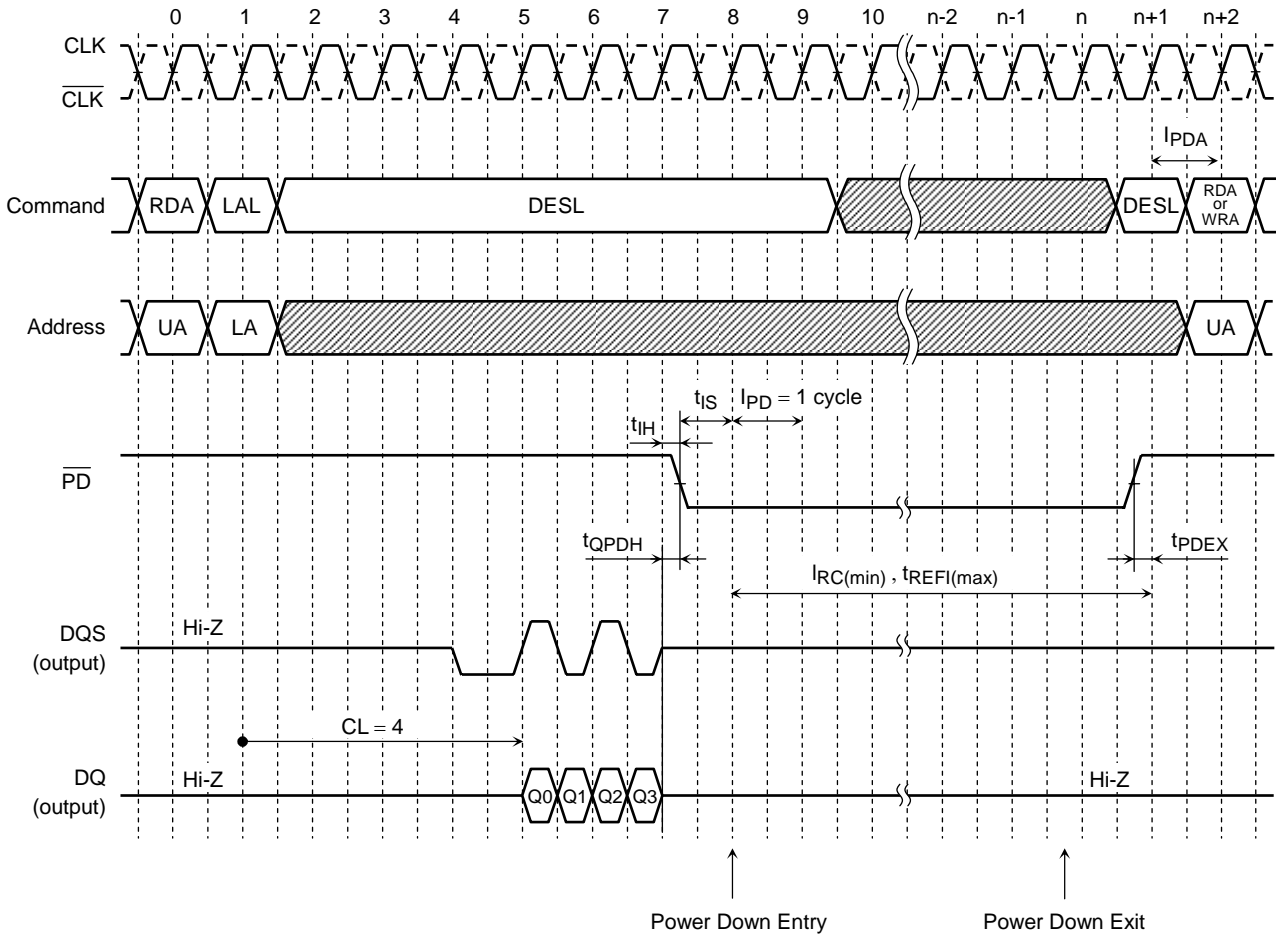 0 1 2 3 4 5 6 7 8 9 10 n-2 n-1 n n+1 n+2
CLK
C̅L̅K̅
IPDA
Command RDA LAL DESL DESL RDA or WRA
Address UA LA UA
tIS IPD = 1 cycle
tIH
P̅D̅
tQPDH tPDEX
IRC(min) , tREFI(max)
DQS
(output)
Hi-Z
CL = 4
DQ
(output)
Hi-Z Q0 Q1 Q2 Q3 Hi-Z
Power Down Entry Power Down Exit